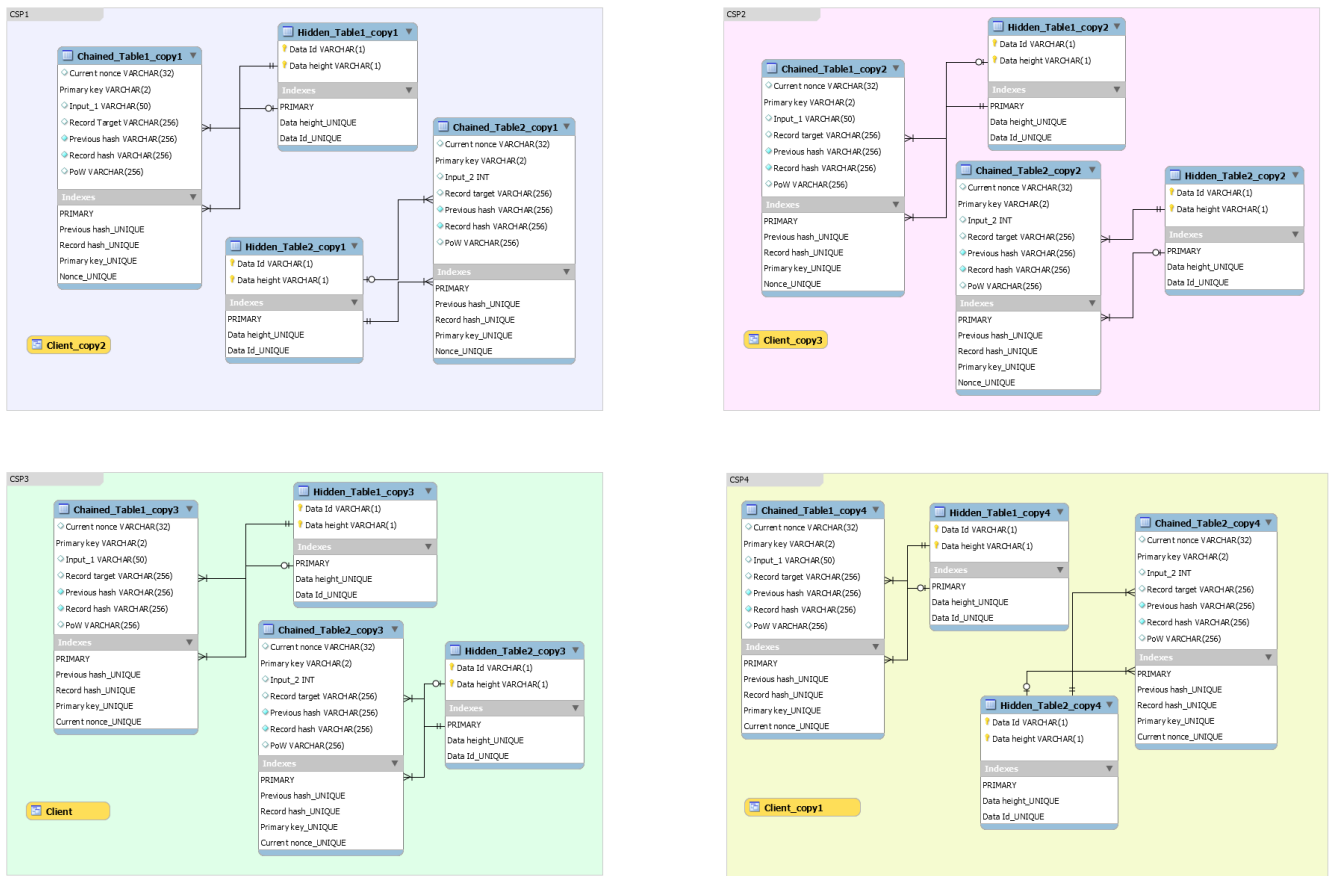 CSP1
Chained_Table1_copy1
Current nonce VARCHAR(32)
Primary key VARCHAR(2)
Input_1 VARCHAR(50)
Record Target VARCHAR(256)
Previous hash VARCHAR(256)
Record hash VARCHAR(256)
PoW VARCHAR(256)
Indexes
PRIMARY
Previous hash_UNIQUE
Record hash_UNIQUE
Primary key_UNIQUE
Nonce_UNIQUE
Hidden_Table1_copy1
Data Id VARCHAR(1)
Data height VARCHAR(1)
Indexes
PRIMARY
Data height_UNIQUE
Data Id_UNIQUE
Chained_Table2_copy1
Current nonce VARCHAR(32)
Primary key VARCHAR(2)
Input_2 INT
Record target VARCHAR(256)
Previous hash VARCHAR(256)
Record hash VARCHAR(256)
PoW VARCHAR(256)
Indexes
PRIMARY
Previous hash_UNIQUE
Record hash_UNIQUE
Primary key_UNIQUE
Nonce_UNIQUE
Hidden_Table2_copy1
Data Id VARCHAR(1)
Data height VARCHAR(1)
Indexes
PRIMARY
Data height_UNIQUE
Data Id_UNIQUE
Client_copy2
CSP2
Chained_Table1_copy2
Current nonce VARCHAR(32)
Primary key VARCHAR(2)
Input_1 VARCHAR(50)
Record target VARCHAR(256)
Previous hash VARCHAR(256)
Record hash VARCHAR(256)
PoW VARCHAR(256)
Indexes
PRIMARY
Previous hash_UNIQUE
Record hash_UNIQUE
Primary key_UNIQUE
Nonce_UNIQUE
Hidden_Table1_copy2
Data Id VARCHAR(1)
Data height VARCHAR(1)
Indexes
PRIMARY
Data height_UNIQUE
Data Id_UNIQUE
Chained_Table2_copy2
Current nonce VARCHAR(32)
Primary key VARCHAR(2)
Input_2 INT
Record target VARCHAR(256)
Previous hash VARCHAR(256)
Record hash VARCHAR(256)
PoW VARCHAR(256)
Indexes
PRIMARY
Previous hash_UNIQUE
Record hash_UNIQUE
Primary key_UNIQUE
Nonce_UNIQUE
Hidden_Table2_copy2
Data Id VARCHAR(1)
Data height VARCHAR(1)
Indexes
PRIMARY
Data height_UNIQUE
Data Id_UNIQUE
Client_copy3
CSP3
Chained_Table1_copy3
Current nonce VARCHAR(32)
Primary key VARCHAR(2)
Input_1 VARCHAR(50)
Record target VARCHAR(256)
Previous hash VARCHAR(256)
Record hash VARCHAR(256)
PoW VARCHAR(256)
Indexes
PRIMARY
Previous hash_UNIQUE
Record hash_UNIQUE
Primary key_UNIQUE
Current nonce_UNIQUE
Hidden_Table1_copy3
Data Id VARCHAR(1)
Data height VARCHAR(1)
Indexes
PRIMARY
Data height_UNIQUE
Data Id_UNIQUE
Chained_Table2_copy3
Current nonce VARCHAR(32)
Primary key VARCHAR(2)
Input_2 INT
Record target VARCHAR(256)
Previous hash VARCHAR(256)
Record hash VARCHAR(256)
PoW VARCHAR(256)
Indexes
PRIMARY
Previous hash_UNIQUE
Record hash_UNIQUE
Primary key_UNIQUE
Current nonce_UNIQUE
Hidden_Table2_copy3
Data Id VARCHAR(1)
Data height VARCHAR(1)
Indexes
PRIMARY
Data height_UNIQUE
Data Id_UNIQUE
Client
CSP4
Chained_Table1_copy4
Current nonce VARCHAR(32)
Primary key VARCHAR(2)
Input_1 VARCHAR(50)
Record target VARCHAR(256)
Previous hash VARCHAR(256)
Record hash VARCHAR(256)
PoW VARCHAR(256)
Indexes
PRIMARY
Previous hash_UNIQUE
Record hash_UNIQUE
Primary key_UNIQUE
Current nonce_UNIQUE
Hidden_Table1_copy4
Data Id VARCHAR(1)
Data height VARCHAR(1)
Indexes
PRIMARY
Data height_UNIQUE
Data Id_UNIQUE
Chained_Table2_copy4
Current nonce VARCHAR(32)
Primary key VARCHAR(2)
Input_2 INT
Record target VARCHAR(256)
Previous hash VARCHAR(256)
Record hash VARCHAR(256)
PoW VARCHAR(256)
Indexes
PRIMARY
Previous hash_UNIQUE
Record hash_UNIQUE
Primary key_UNIQUE
Current nonce_UNIQUE
Hidden_Table2_copy4
Data Id VARCHAR(1)
Data height VARCHAR(1)
Indexes
PRIMARY
Data height_UNIQUE
Data Id_UNIQUE
Client_copy1